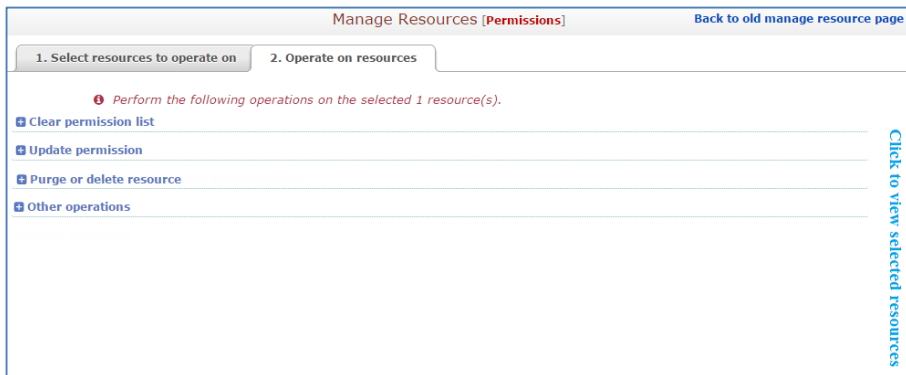 Manage Resources [Permissions]
Back to old manage resource page
1. Select resources to operate on
2. Operate on resources
Perform the following operations on the selected 1 resource(s).
Clear permission list
Update permission
Purge or delete resource
Other operations
Click to view selected resources